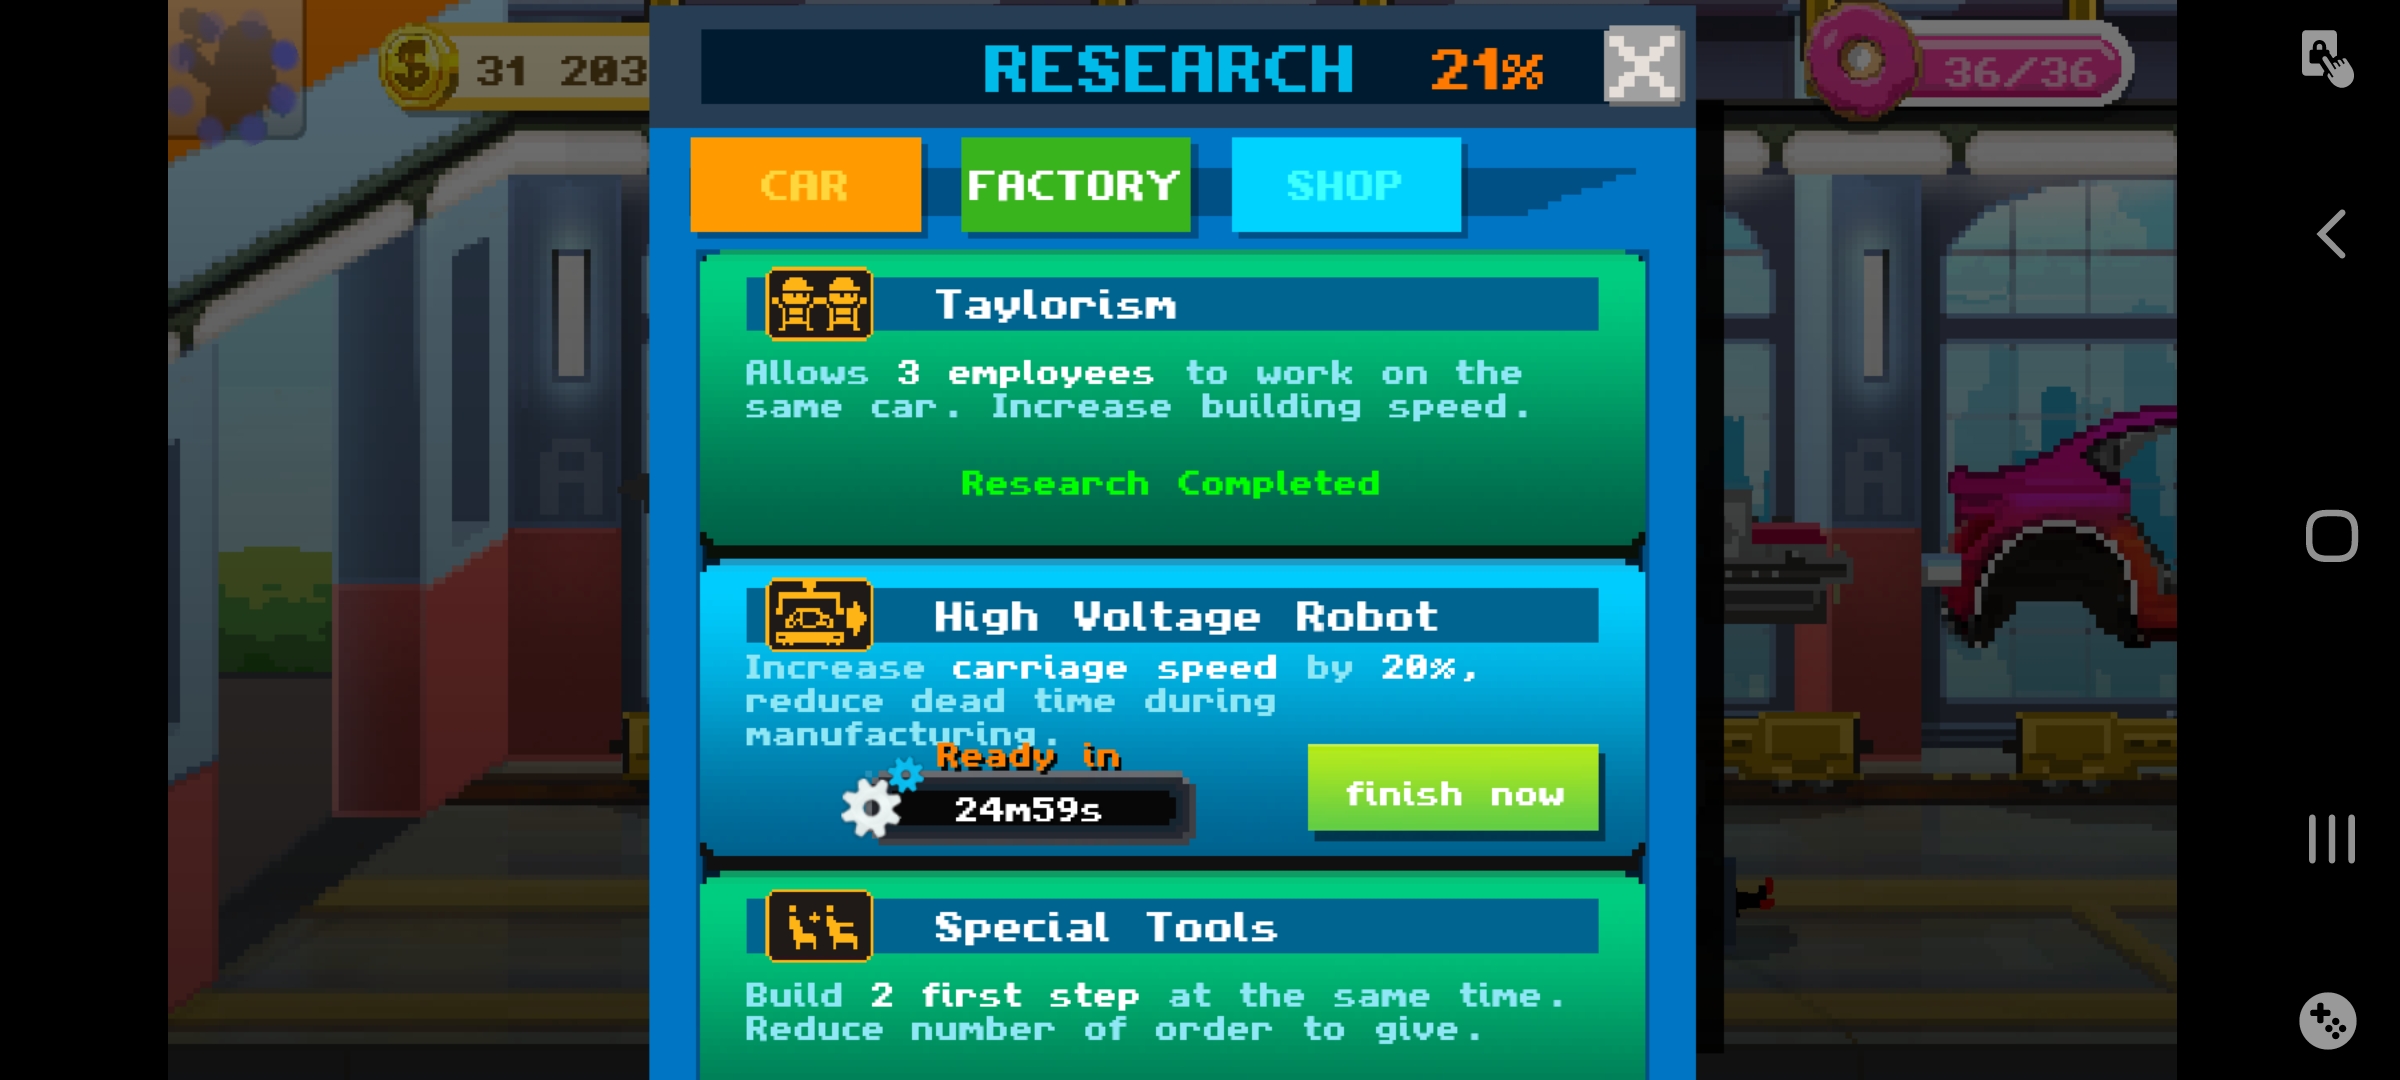 31 203
RESEARCH 21%
36/36
CAR FACTORY SHOP
Taylorism
Allows 3 employees to work on the
same car. Increase building speed.
Research Completed
High Voltage Robot
Increase carriage speed by 20%,
reduce dead time during
manufacturing.
Ready in
24m59s
finish now
Special Tools
Build 2 first step at the same time.
Reduce number of order to give.
A
A